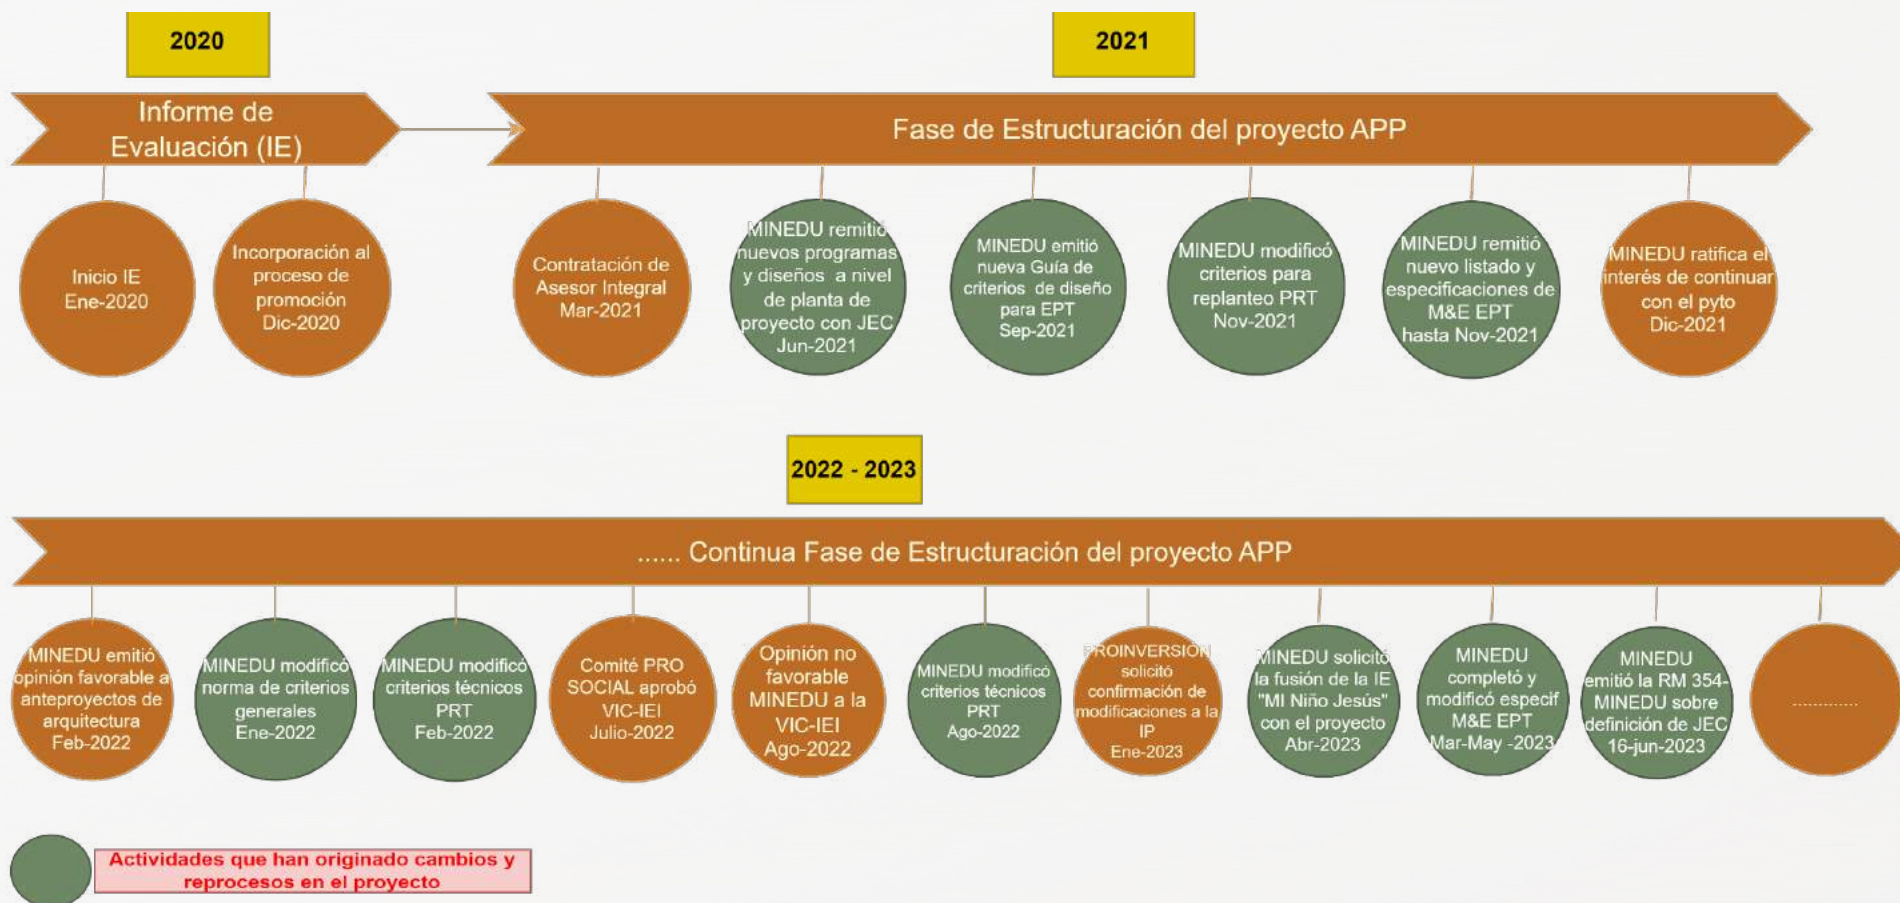 2020
2021
Informe de
Evaluación (IE)
Fase de Estructuración del proyecto APP
Inicio IE
Ene-2020
Incorporación al
proceso de
promoción
Dic-2020
Contratación de
Asesor Integral
Mar-2021
MINEDU remitió
nuevos programas
y diseños a nivel
de planta de
proyecto con JEC
Jun-2021
MINEDU emitió
nueva Guía de
criterios de diseño
para EPT
Sep-2021
MINEDU modificó
criterios para
replanteo PRT
Nov-2021
MINEDU remitió
nuevo listado y
especificaciones de
M&E EPT
hasta Nov-2021
MINEDU ratifica el
interés de continuar
con el pyto
Dic-2021
2022 - 2023
...... Continua Fase de Estructuración del proyecto APP
MINEDU emitió
opinión favorable a
anteproyectos de
arquitectura
Feb-2022
MINEDU modificó
norma de criterios
generales
Ene-2022
MINEDU modificó
criterios técnicos
PRT
Feb-2022
Comité PRO
SOCIAL aprobó
VIC-IEI
Julio-2022
Opinión no
favorable
MINEDU a la
VIC-IEI
Ago-2022
MINEDU modificó
criterios técnicos
PRT
Ago-2022
PROINVERSIÓN
solicitó
confirmación de
modificaciones a la
IP
Ene-2023
MINEDU solicitó
la fusión de la IE
"MI Niño Jesús"
con el proyecto
Abr-2023
MINEDU
completó y
modificó especif
M&E EPT
Mar-May -2023
MINEDU
emitió la RM 354-
MINEDU sobre
definición de JEC
16-jun-2023
.............
Actividades que han originado cambios y
reprocesos en el proyecto